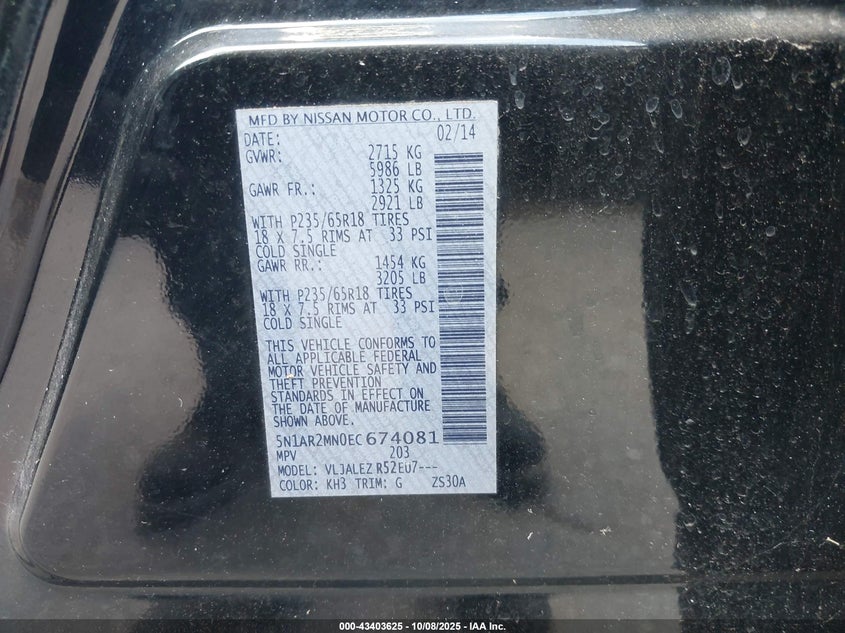 MFD BY NISSAN MOTOR CO., LTD.
DATE: 02/14
GVWR: 2715 KG
5986 LB
GAWR FR.: 1325 KG
2921 LB
WITH P235/65R18 TIRES
18 X 7.5 RIMS AT 33 PSI
COLD SINGLE
GAWR RR.: 1454 KG
3205 LB
WITH P235/65R18 TIRES
18 X 7.5 RIMS AT 33 PSI
COLD SINGLE
THIS VEHICLE CONFORMS TO
ALL APPLICABLE FEDERAL
MOTOR VEHICLE SAFETY AND
THEFT PREVENTION
STANDARDS IN EFFECT ON
THE DATE OF MANUFACTURE
SHOWN ABOVE.
5N1AR2MN0EC674081
MPV 203
MODEL: VLJALEZ R52EU7---
COLOR: KH3 TRIM: G ZS30A
000-43403625 - 10/08/2025 - IAA Inc.